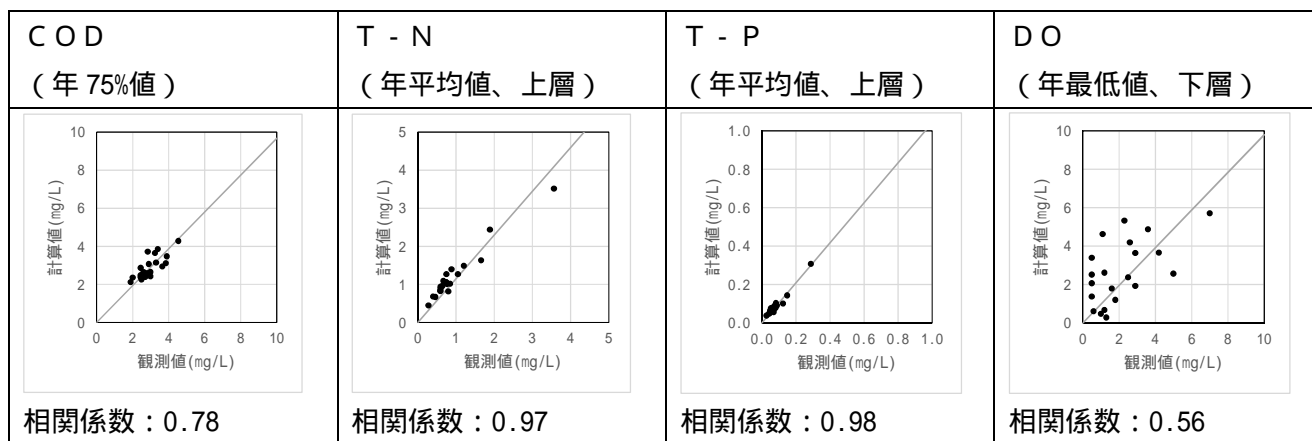 ＣＯＤ
（年 75%値）
Ｔ‐Ｎ
（年平均値、上層）
Ｔ‐Ｐ
（年平均値、上層）
ＤＯ
（年最低値、下層）
計算値(㎎/L)
10
8
6
4
2
0
0 2 4 6 8 10
観測値(㎎/L)
計算値(㎎/L)
5
4
3
2
1
0
0 1 2 3 4 5
観測値(㎎/L)
計算値(㎎/L)
1.0
0.8
0.6
0.4
0.2
0.0
0.0 0.2 0.4 0.6 0.8 1.0
観測値(㎎/L)
計算値(㎎/L)
10
8
6
4
2
0
0 2 4 6 8 10
観測値(㎎/L)
相関係数：0.78
相関係数：0.97
相関係数：0.98
相関係数：0.56